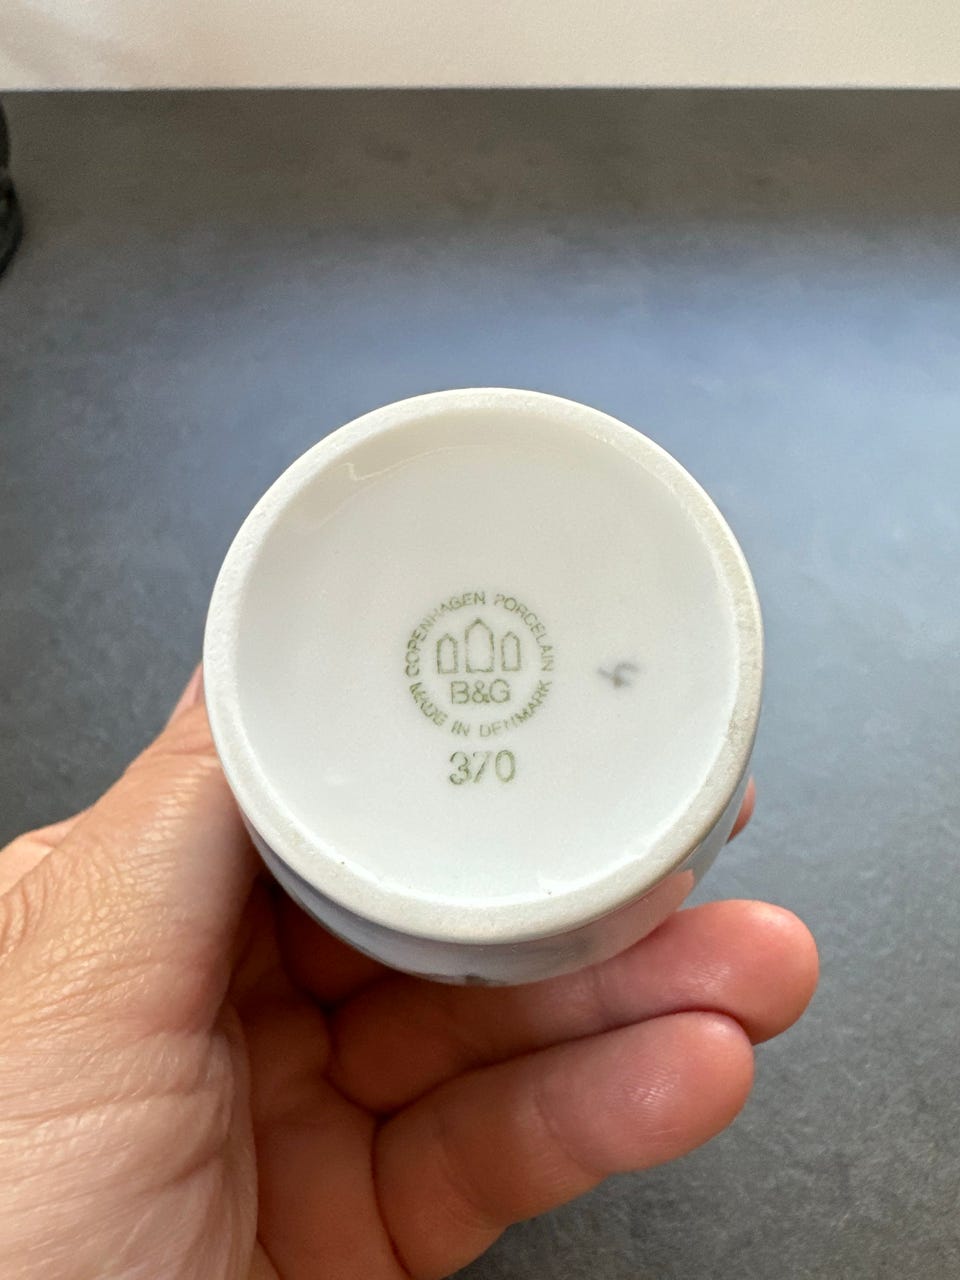 COPENHAGEN PORCELAIN
B&G
MADE IN DENMARK
370